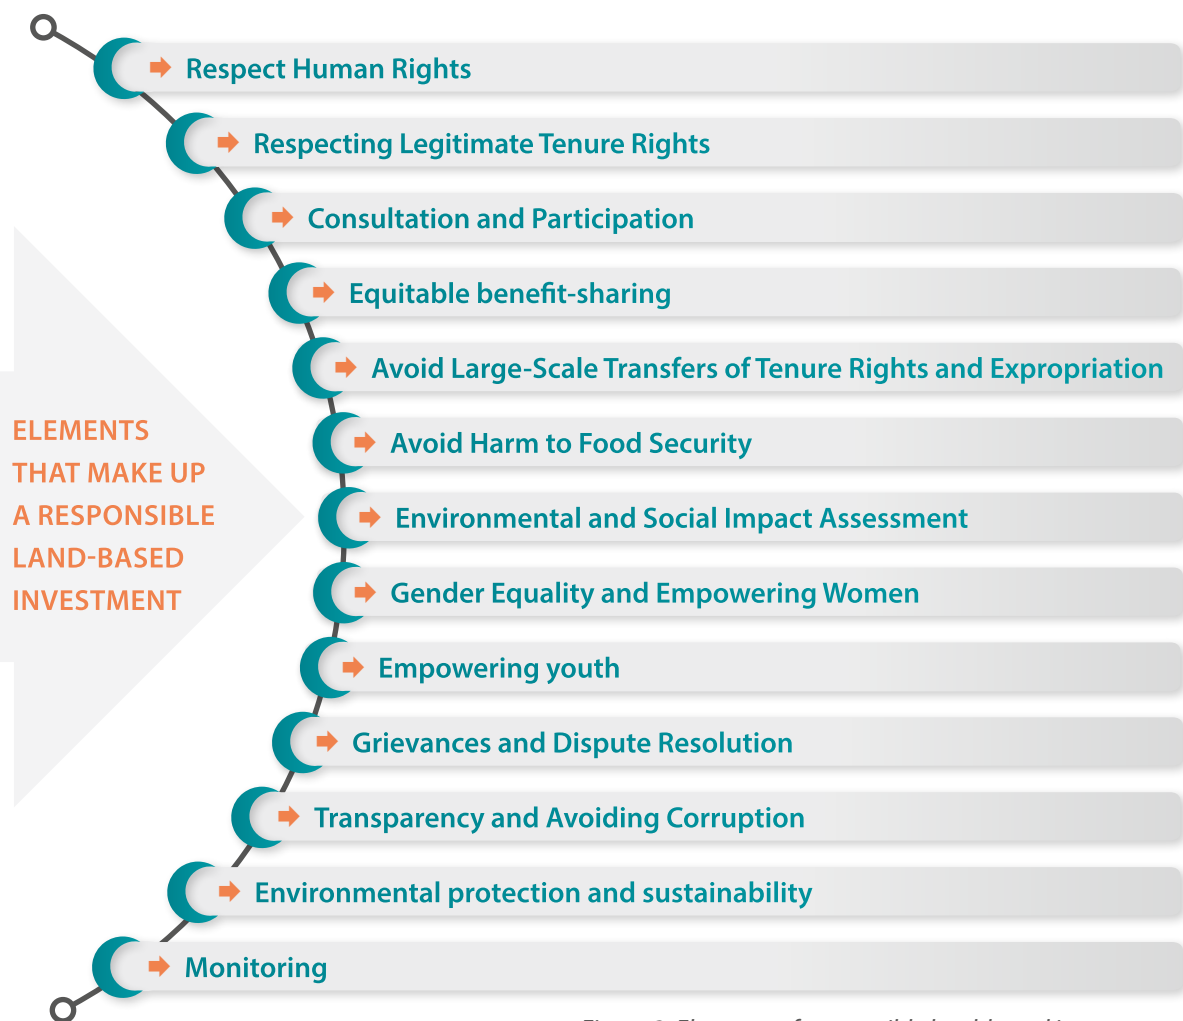 Respect Human Rights
Respecting Legitimate Tenure Rights
Consultation and Participation
Equitable benefit-sharing
Avoid Large-Scale Transfers of Tenure Rights and Expropriation
Avoid Harm to Food Security
Environmental and Social Impact Assessment
Gender Equality and Empowering Women
Empowering youth
Grievances and Dispute Resolution
Transparency and Avoiding Corruption
Environmental protection and sustainability
Monitoring
ELEMENTS
THAT MAKE UP
A RESPONSIBLE
LAND-BASED
INVESTMENT